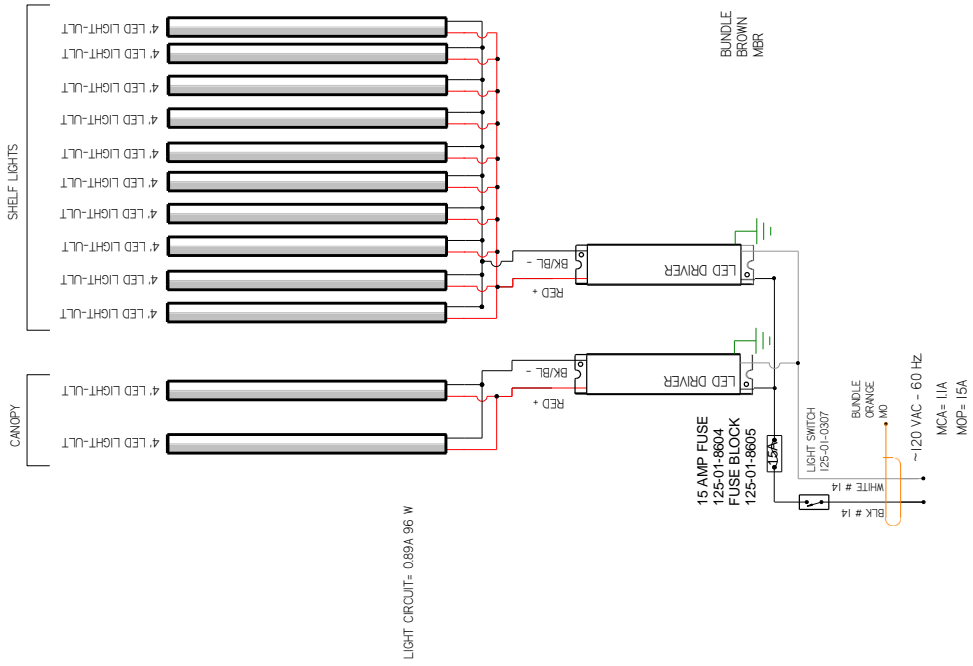 SHELF LIGHTS
4' LED LIGHT-ULT
4' LED LIGHT-ULT
4' LED LIGHT-ULT
4' LED LIGHT-ULT
4' LED LIGHT-ULT
4' LED LIGHT-ULT
4' LED LIGHT-ULT
4' LED LIGHT-ULT
4' LED LIGHT-ULT
4' LED LIGHT-ULT
BUNDLE
BROWN
MBR
BK/BL -
RED +
LED DRIVER
CANOPY
4' LED LIGHT-ULT
4' LED LIGHT-ULT
BK/BL -
RED +
LED DRIVER
15 AMP FUSE
125-01-8604
FUSE BLOCK
125-01-8605
15A
LIGHT SWITCH
125-01-0307
BUNDLE
ORANGE
MO
WHITE # 14
BLK # 14
~120 VAC - 60 Hz
MCA= 1.1A
MOP= 15A
LIGHT CIRCUIT= 0.89A 96 W